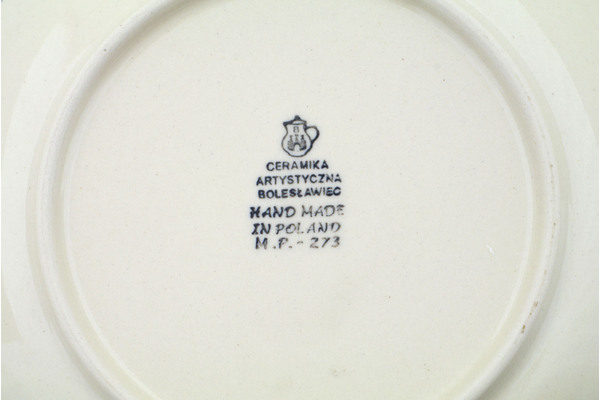 B
CERAMIKA
ARTYSTYCZNA
BOLESŁAWIEC
HAND MADE
IN POLAND
M.P.-273